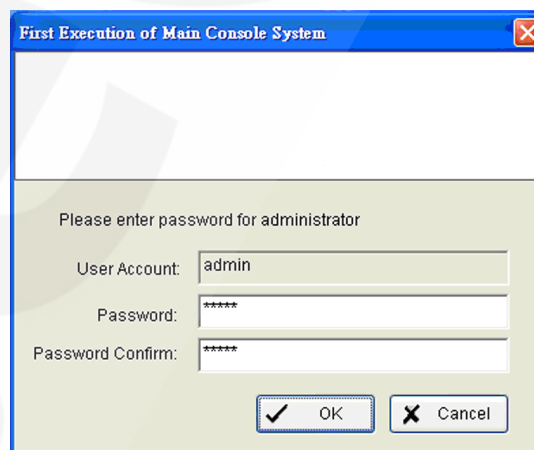 First Execution of Main Console System
Please enter password for administrator
User Account: admin
Password: *****
Password Confirm: *****
OK Cancel